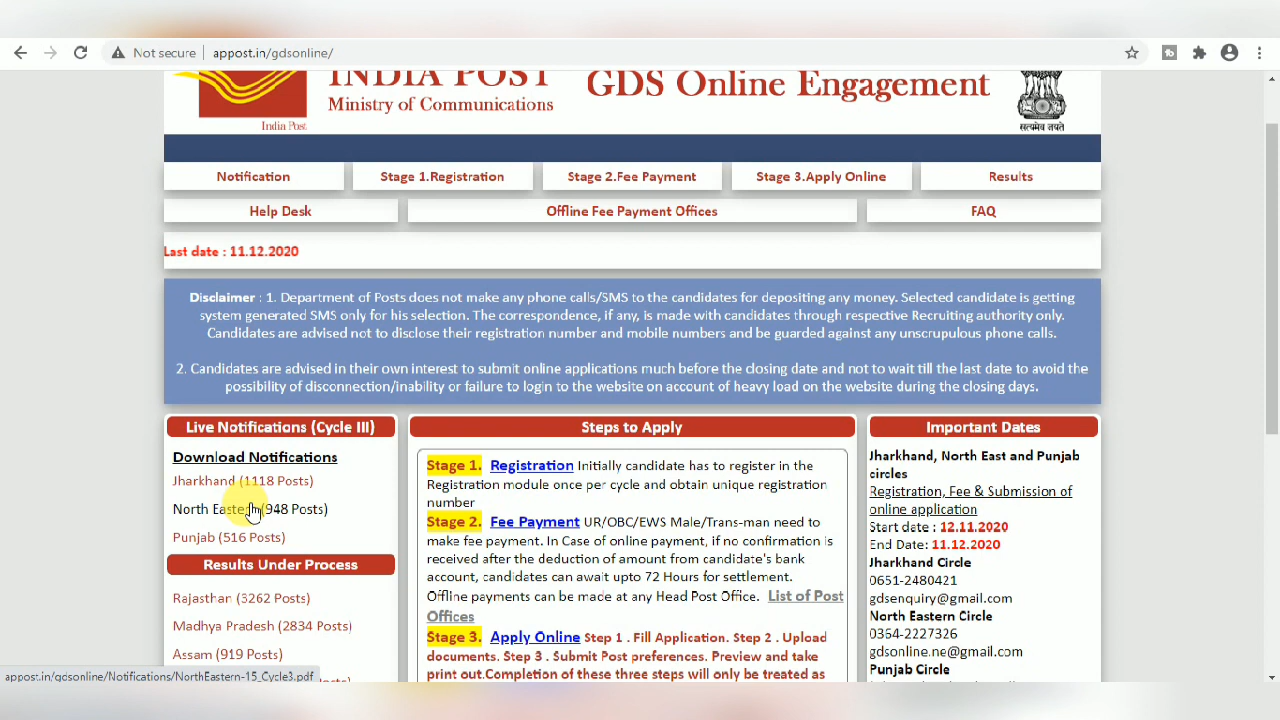 Not secure
appost.in/gdsonline/
INDIA POST
GDS Online Engagement
Ministry of Communications
India Post
सत्यमेव जयते
Notification
Stage 1.Registration
Stage 2.Fee Payment
Stage 3.Apply Online
Results
Help Desk
Offline Fee Payment Offices
FAQ
Last date : 11.12.2020
Disclaimer : 1. Department of Posts does not make any phone calls/SMS to the candidates for depositing any money. Selected candidate is getting
system generated SMS only for his selection. The correspondence, if any, is made with candidates through respective Recruiting authority only.
Candidates are advised not to disclose their registration number and mobile numbers and be guarded against any unscrupulous phone calls.
2. Candidates are advised in their own interest to submit online applications much before the closing date and not to wait till the last date to avoid the
possibility of disconnection/inability or failure to login to the website on account of heavy load on the website during the closing days.
Live Notifications (Cycle III)
Download Notifications
Jharkhand (1118 Posts)
North Eastern (948 Posts)
Punjab (516 Posts)
Results Under Process
Rajasthan (3262 Posts)
Madhya Pradesh (2834 Posts)
Assam (919 Posts)
appost.in/gdsonline/Notifications/NorthEastern-15_Cycle3.pdf
Steps to Apply
Stage 1. Registration Initially candidate has to register in the
Registration module once per cycle and obtain unique registration
number
Stage 2. Fee Payment UR/OBC/EWS Male/Trans-man need to
make fee payment. In Case of online payment, if no confirmation is
received after the deduction of amount from candidate's bank
account, candidates can await upto 72 Hours for settlement.
Offline payments can be made at any Head Post Office. List of Post
Offices
Stage 3. Apply Online Step 1 . Fill Application. Step 2 . Upload
documents. Step 3 . Submit Post preferences. Preview and take
print out.Completion of these three steps will only be treated as
Important Dates
Jharkhand, North East and Punjab
circles
Registration, Fee & Submission of
online application
Start date : 12.11.2020
End Date: 11.12.2020
Jharkhand Circle
0651-2480421
gdsenquiry@gmail.com
North Eastern Circle
0364-2227326
gdsonline.ne@gmail.com
Punjab Circle